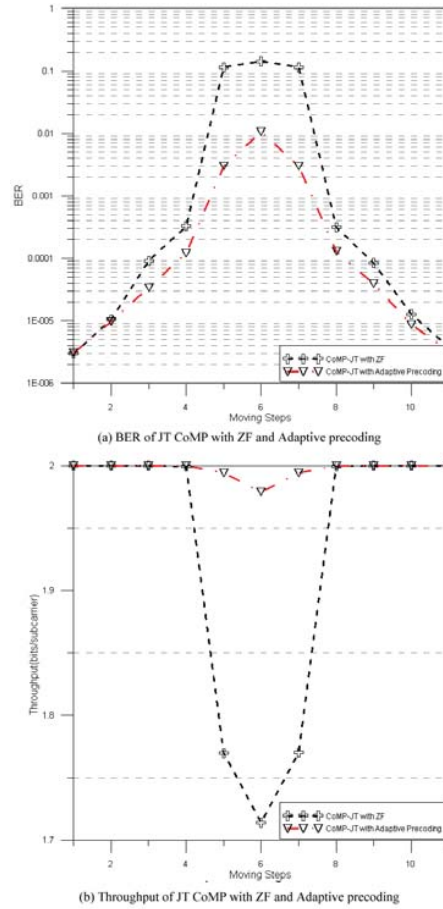 1
0.1
0.01
BER
0.001
0.0001
1E-005
1E-006
CoMP-JT with ZF
CoMP-JT with Adaptive Precoding
2 4 6 8 10
Moving Steps
(a) BER of JT CoMP with ZF and Adaptive precoding
2
1.9
Throughput(bits/subcarrier)
1.8
1.7
CoMP-JT with ZF
CoMP-JT with Adaptive Precoding
2 4 6 8 10
Moving Steps
(b) Throughput of JT CoMP with ZF and Adaptive precoding